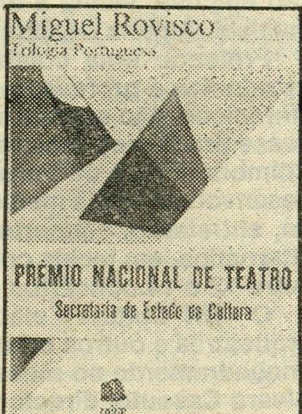 Miguel Rovisco
Trilogia Portuguesa
PRÉMIO NACIONAL DE TEATRO
Secretaria de Estado da Cultura